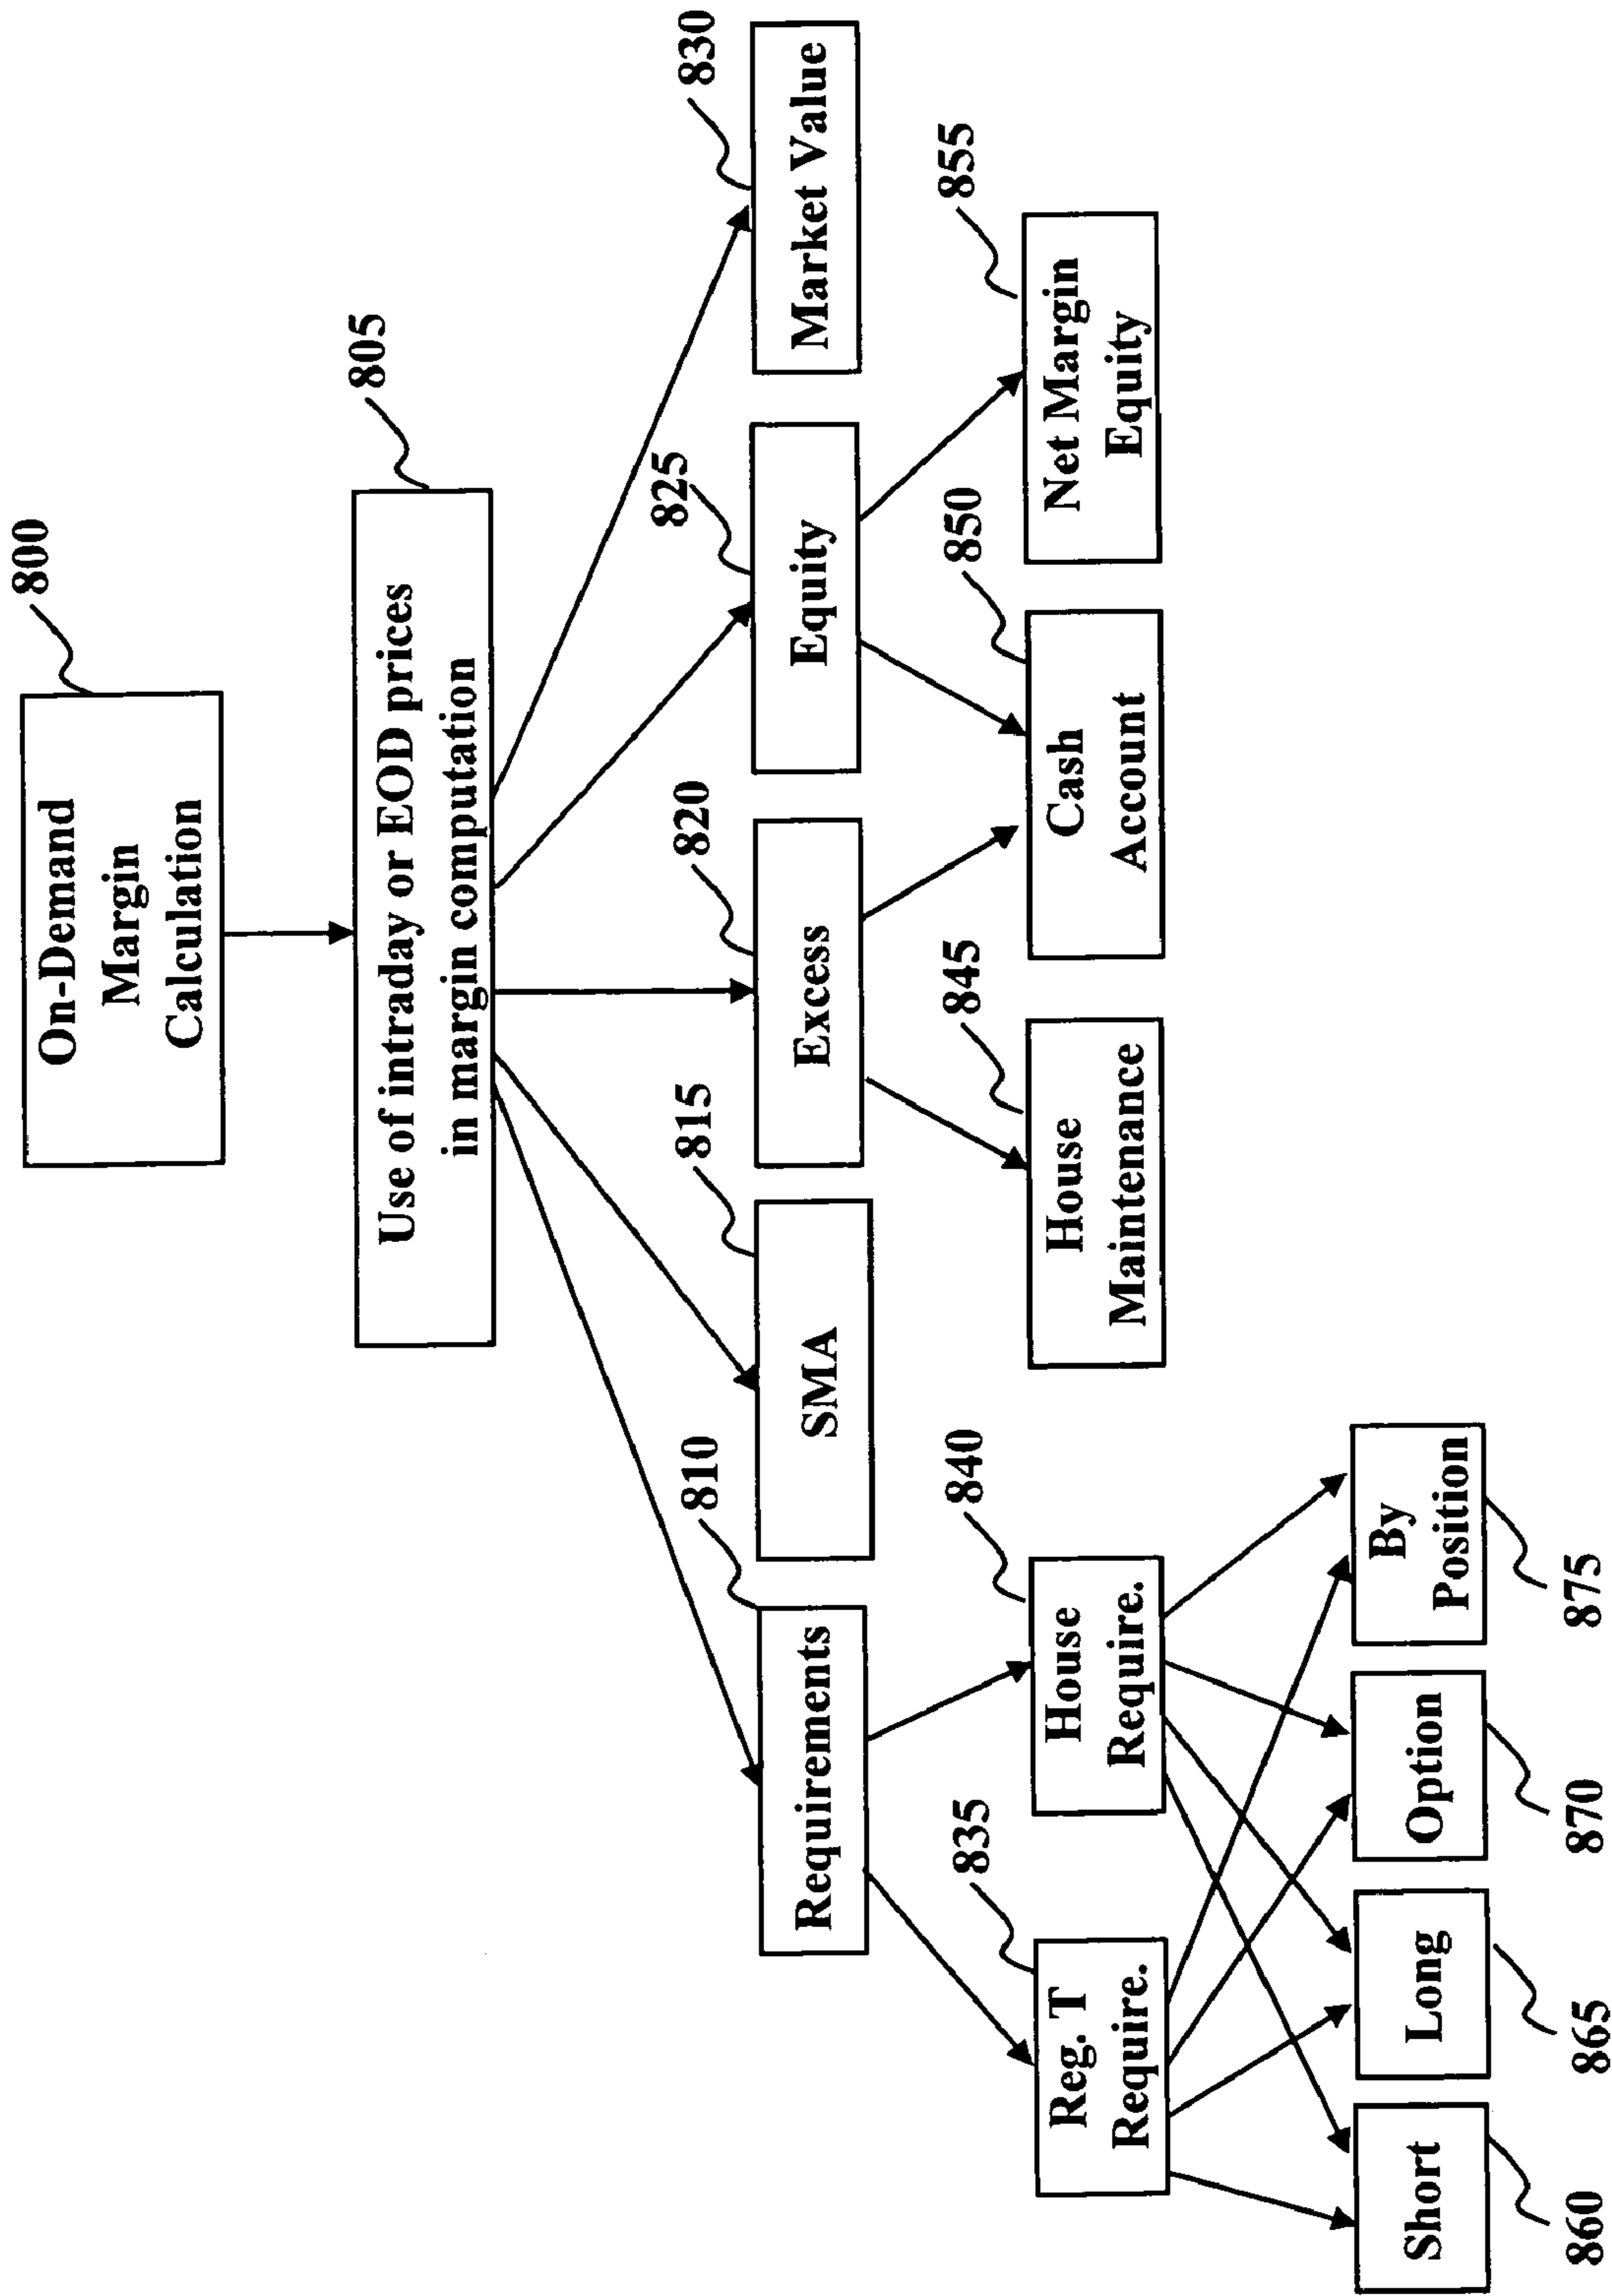 800
On-Demand
Margin
Calculation
805
Use of intraday or EOD prices
in margin computation
810
Requirements
815
SMA
820
Excess
825
Equity
830
Market Value
835
Reg. T
Require.
840
House
Require.
845
House
Maintenance
850
Cash
Account
855
Net Margin
Equity
Short
Long
Option
By
Position
860
865
870
875